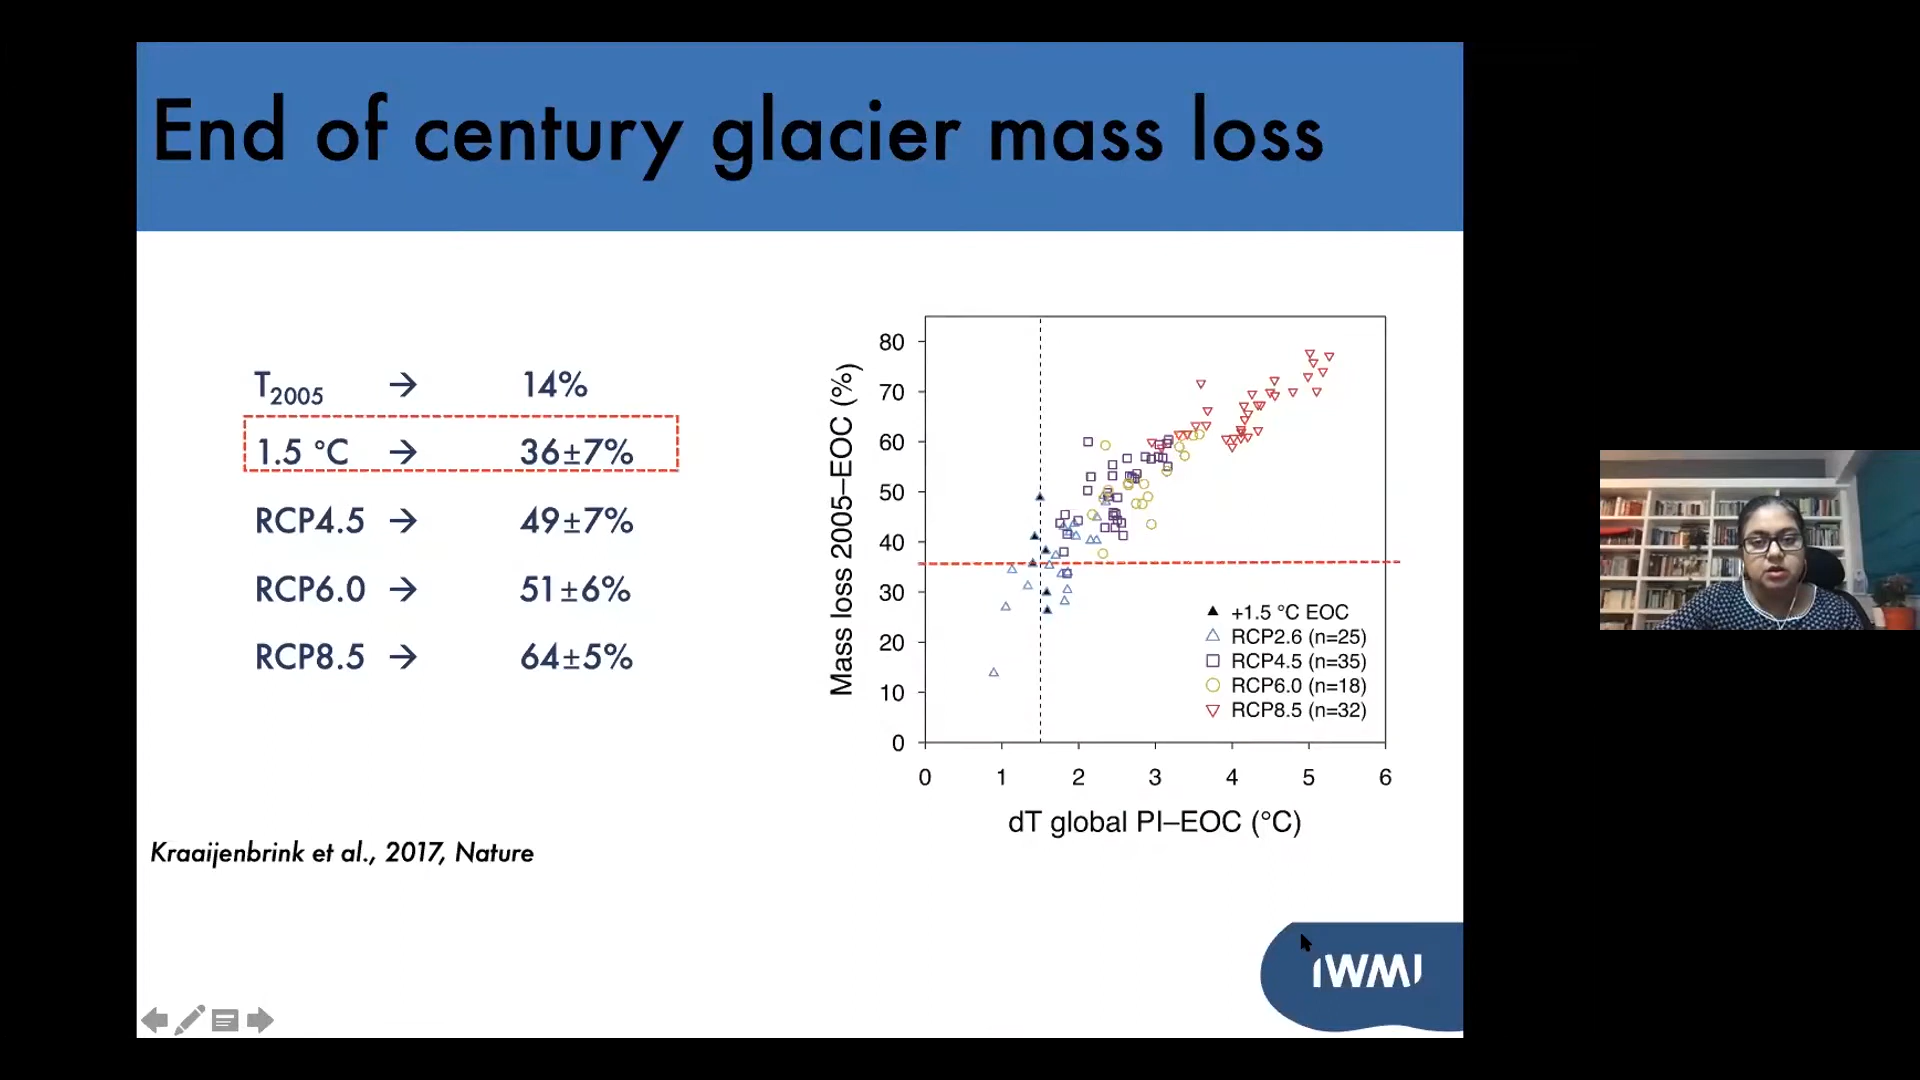 End of century glacier mass loss
T2005 → 14%
1.5 °C → 36±7%
RCP4.5 → 49±7%
RCP6.0 → 51±6%
RCP8.5 → 64±5%
Kraaijenbrink et al., 2017, Nature
Mass loss 2005–EOC (%)
80
70
60
50
40
30
20
10
0
+1.5 °C EOC
RCP2.6 (n=25)
RCP4.5 (n=35)
RCP6.0 (n=18)
RCP8.5 (n=32)
0 1 2 3 4 5 6
dT global PI–EOC (°C)
IWMI